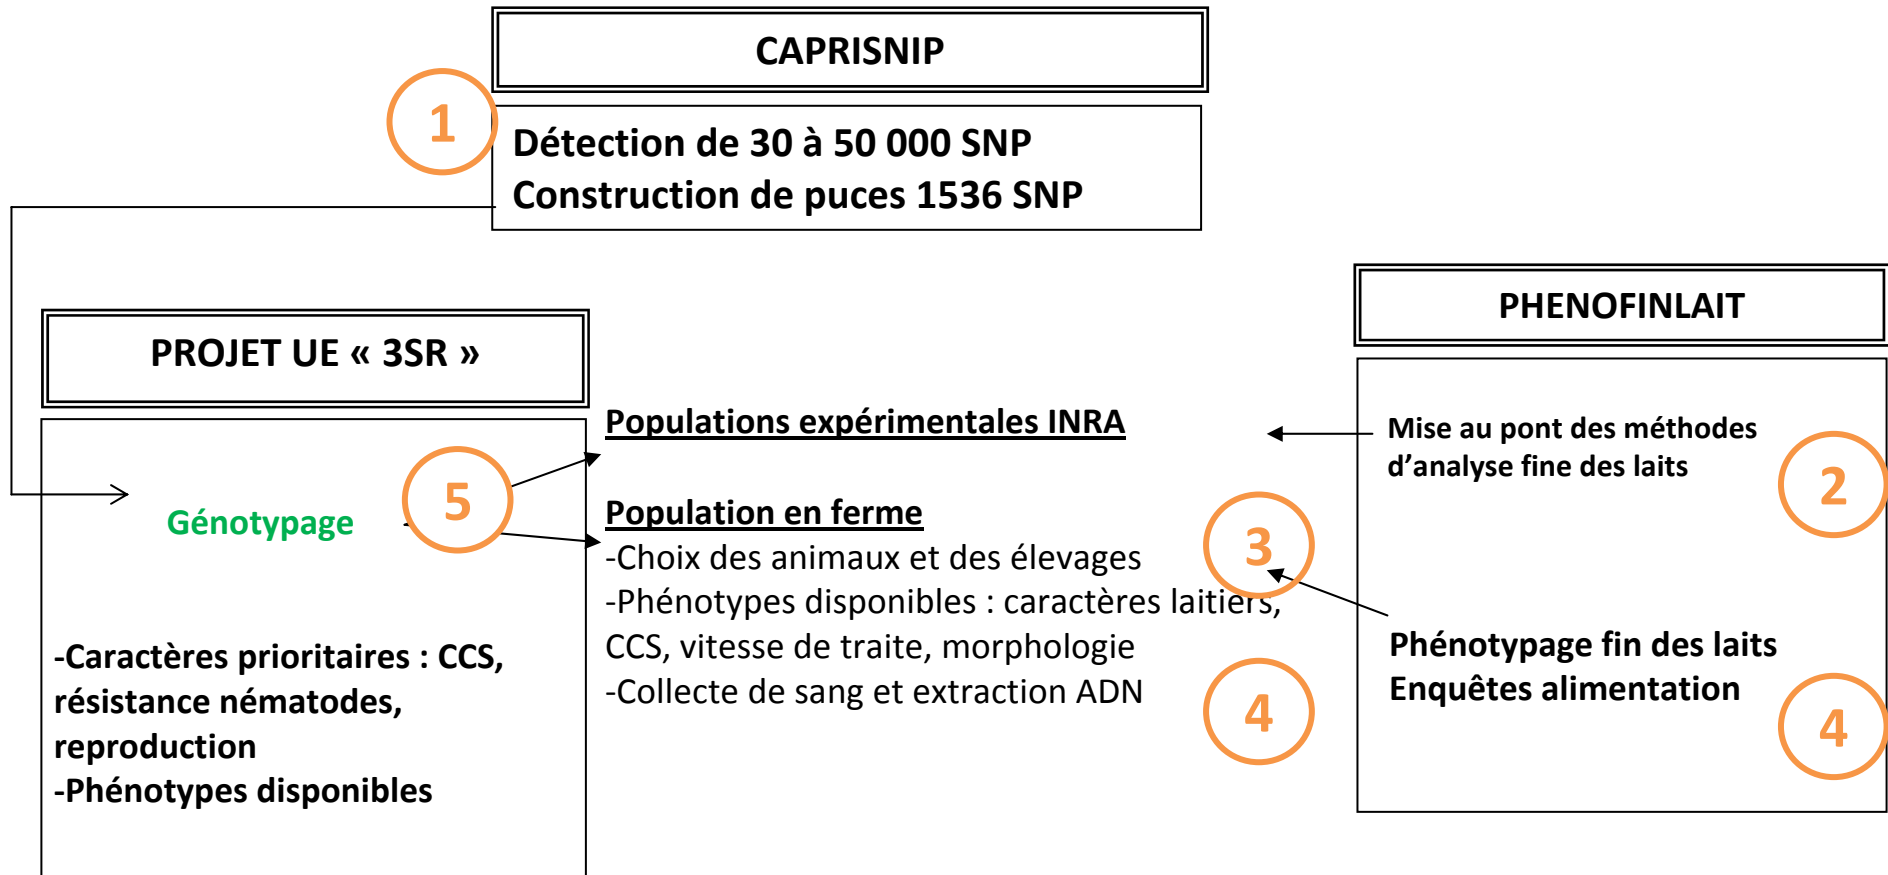 CAPRISNIP
1
Détection de 30 à 50 000 SNP
Construction de puces 1536 SNP
PROJET UE « 3SR »
Génotypage
5
-Caractères prioritaires : CCS,
résistance nématodes,
reproduction
-Phénotypes disponibles
Populations expérimentales INRA
Population en ferme
-Choix des animaux et des élevages
3
-Phénotypes disponibles : caractères laitiers,
CCS, vitesse de traite, morphologie
-Collecte de sang et extraction ADN
4
PHENOFINLAIT
Mise au pont des méthodes
d’analyse fine des laits
2
Phénotypage fin des laits
Enquêtes alimentation
4